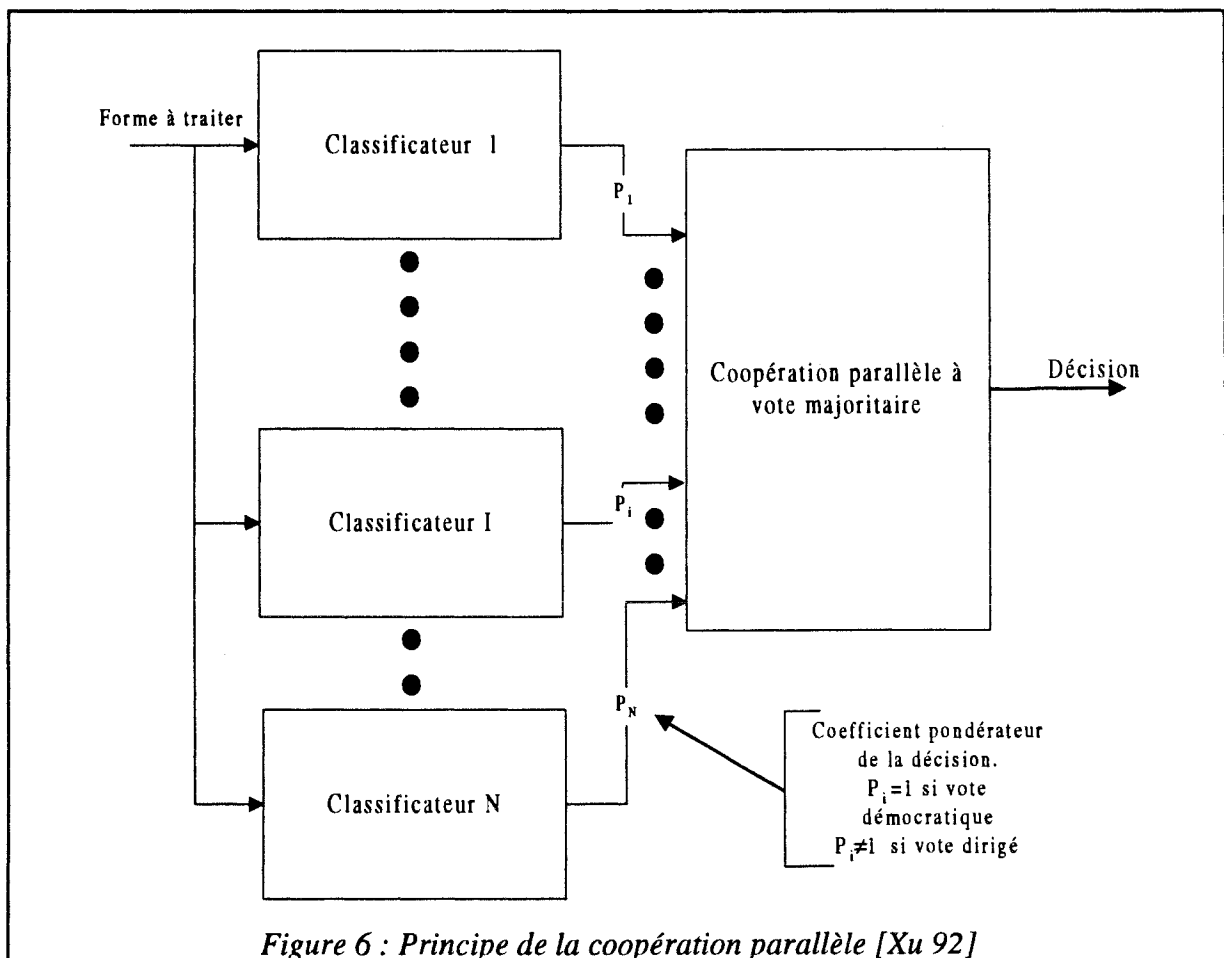 Forme à traiter
Classificateur 1
P1
Coopération parallèle à
vote majoritaire
Décision
Classificateur I
Pi
Classificateur N
PN
Coefficient pondérateur
de la décision.
Pi=1 si vote
démocratique
Pi≠1 si vote dirigé
Figure 6 : Principe de la coopération parallèle [Xu 92]